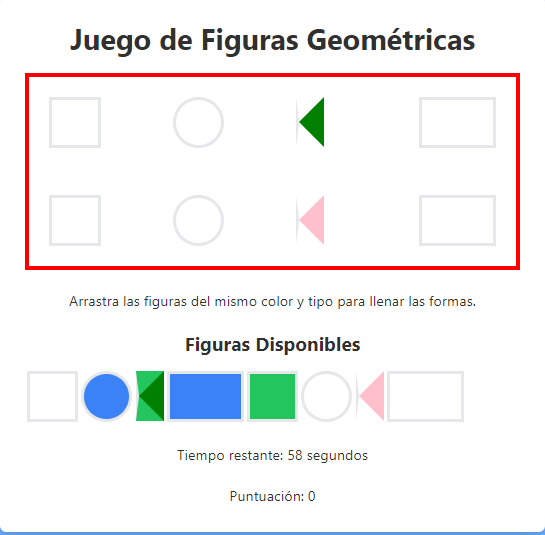 Juego de Figuras Geométricas
Arrastra las figuras del mismo color y tipo para llenar las formas.
Figuras Disponibles
Tiempo restante: 58 segundos
Puntuación: 0